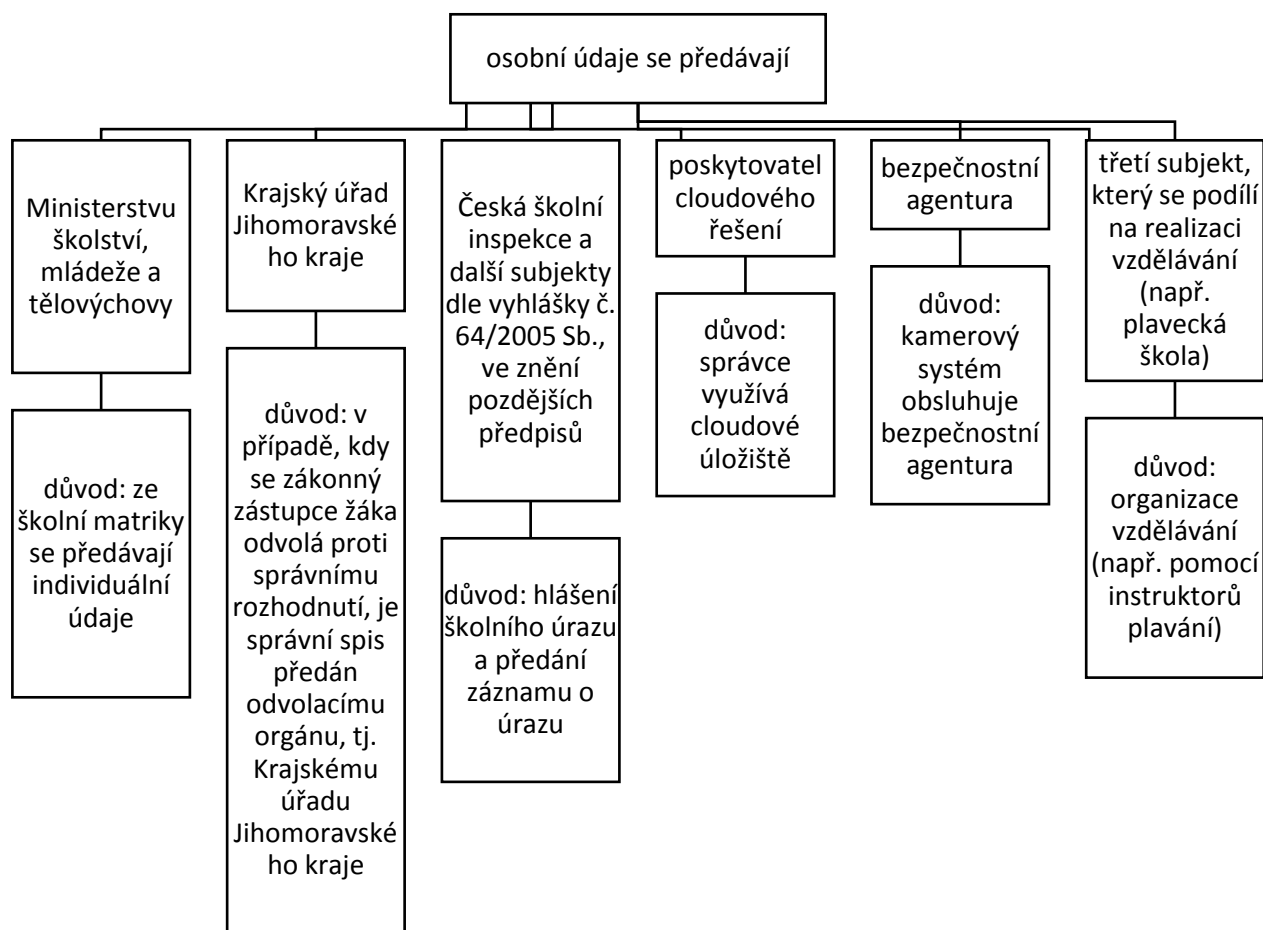 osobní údaje se předávají
Ministerstvu
školství,
mládeže a
tělovýchovy
důvod: ze
školní matriky
se předávají
individuální
údaje
Krajský úřad
Jihomoravské
ho kraje
důvod: v
případě, kdy
se zákonný
zástupce žáka
odvolá proti
správnímu
rozhodnutí, je
správní spis
předán
odvolacímu
orgánu, tj.
Krajskému
úřadu
Jihomoravské
ho kraje
Česká školní
inspekce a
další subjekty
dle vyhlášky č.
64/2005 Sb.,
ve znění
pozdějších
předpisů
důvod: hlášení
školního úrazu
a předání
záznamu o
úrazu
poskytovatel
cloudového
řešení
důvod:
správce
využívá
cloudové
úložiště
bezpečnostní
agentura
důvod:
kamerový
systém
obsluhuje
bezpečnostní
agentura
třetí subjekt,
který se podílí
na realizaci
vzdělávání
(např.
plavecká
škola)
důvod:
organizace
vzdělávání
(např. pomocí
instruktorů
plavání)